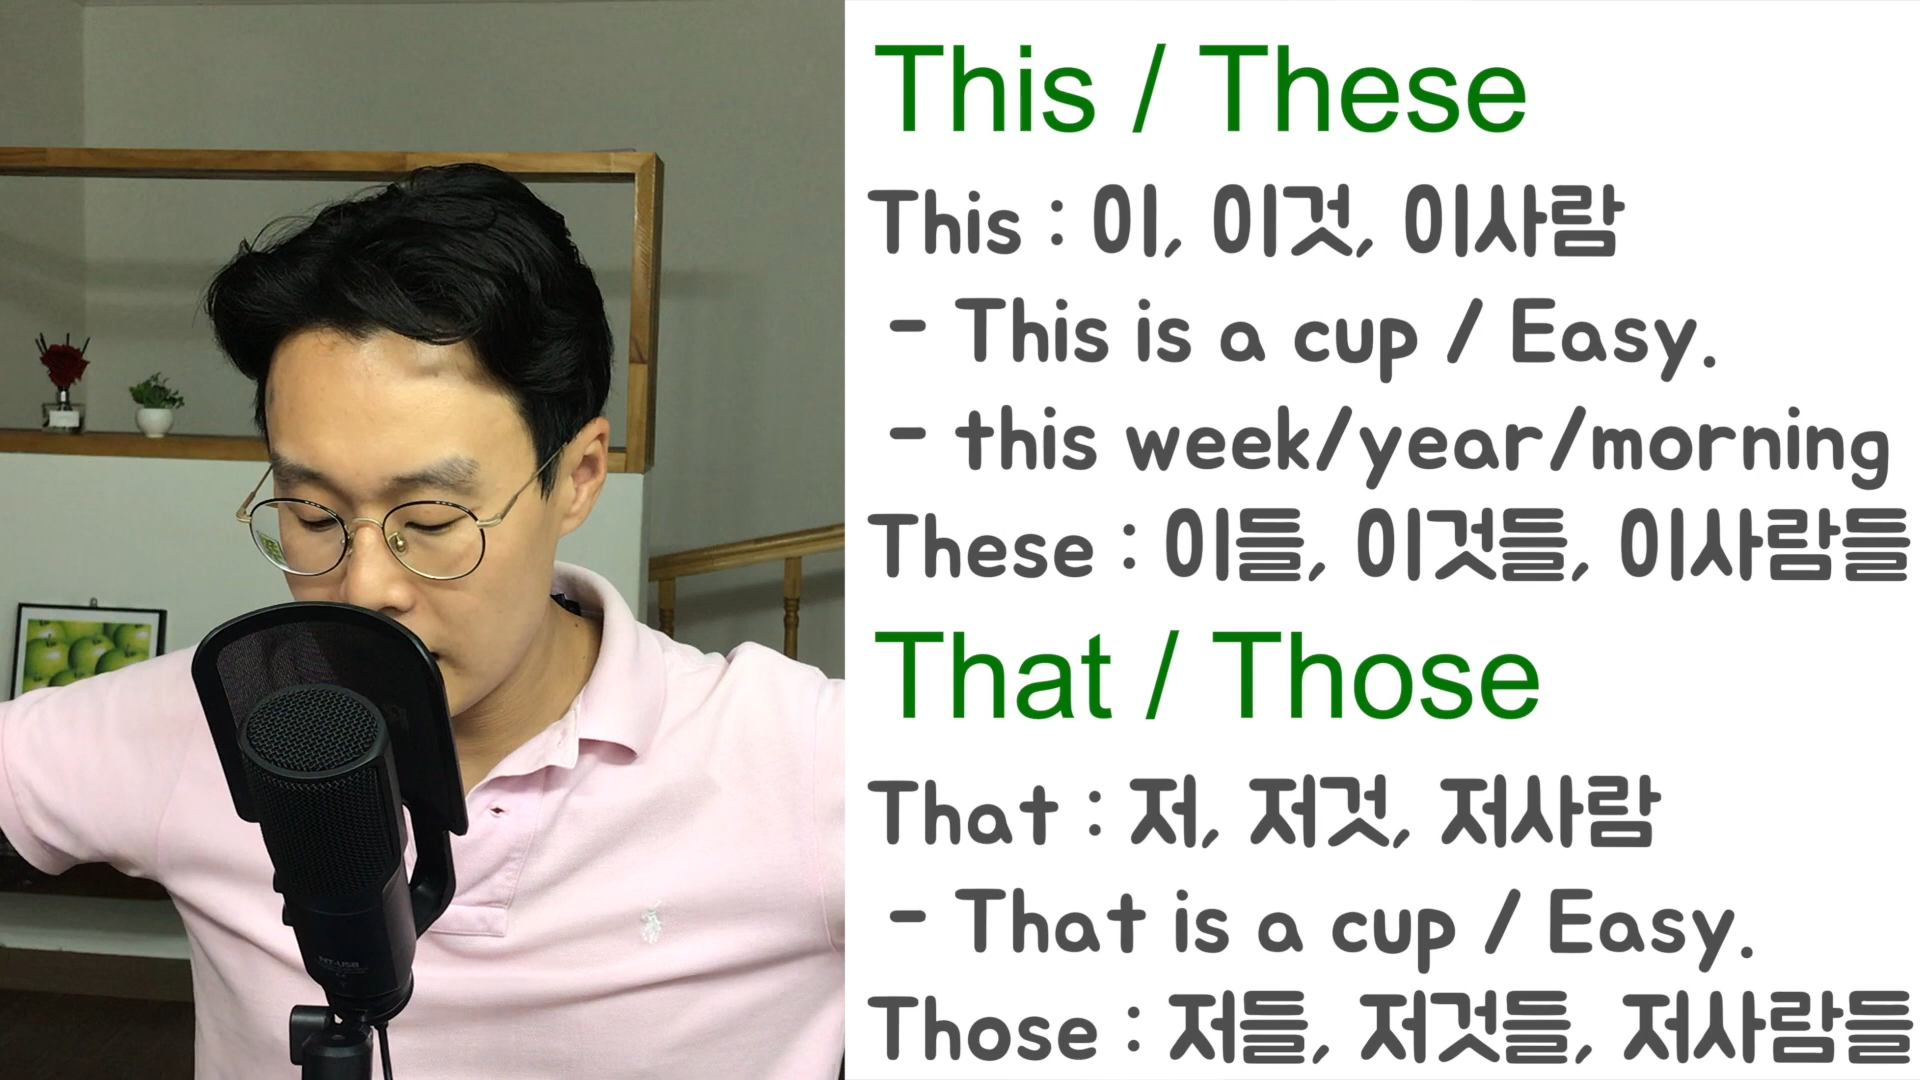 This / These
This : 이, 이것, 이사람
- This is a cup / Easy.
- this week/year/morning
These : 이들, 이것들, 이사람들
That / Those
That : 저, 저것, 저사람
- That is a cup / Easy.
Those : 저들, 저것들, 저사람들
NT-USB